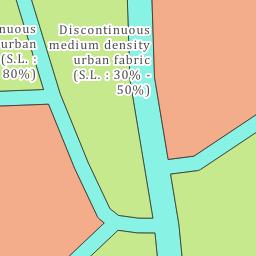 nuous
urban
(S.L. :
80%)
Discontinuous
medium density
urban fabric
(S.L. : 30% -
50%)